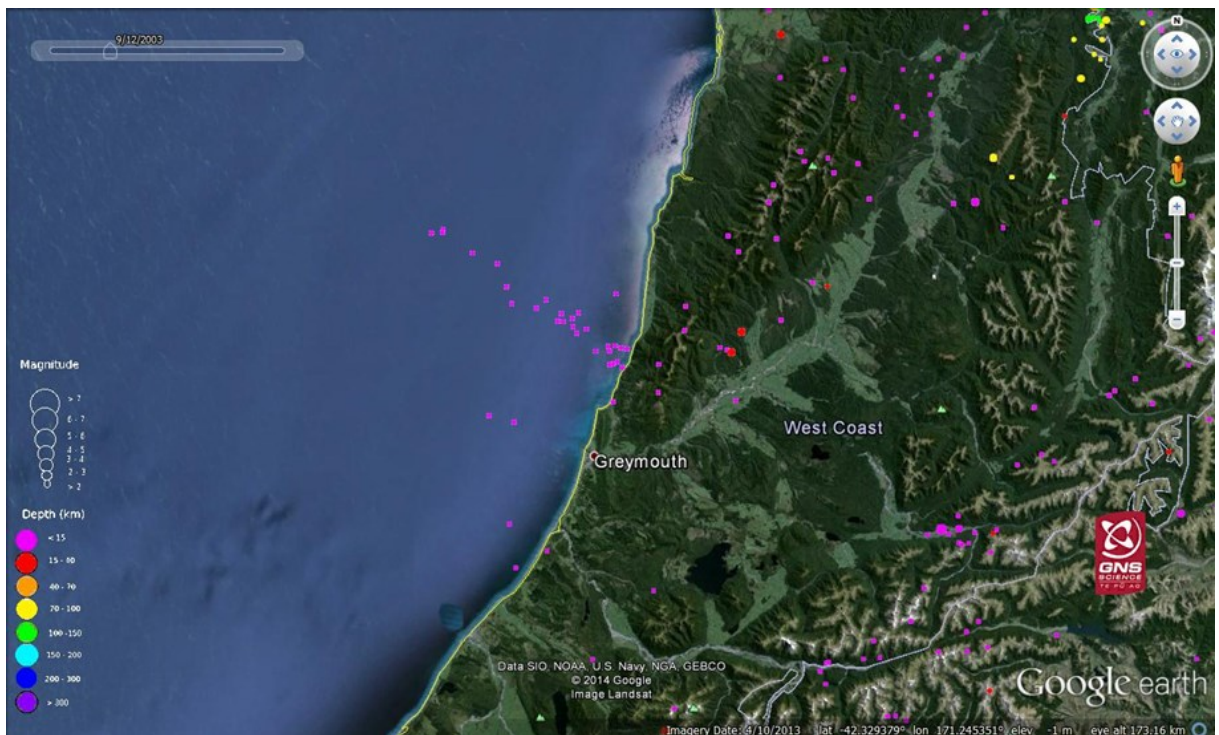 9/12/2003
N
Magnitude
> 7
6 - 7
5 - 6
4 - 5
3 - 4
2 - 3
> 2
Depth (km)
< 15
15 - 40
40 - 70
70 - 100
100 - 150
150 - 200
200 - 300
> 300
West Coast
Greymouth
GNS
SCIENCE
TE PŪ AO
Data SIO, NOAA, U.S. Navy, NGA, GEBCO
© 2014 Google
Image Landsat
Google earth
Imagery Date: 4/10/2013 lat -42.329379° lon 171.245351° elev -1 m eye alt 173.16 km